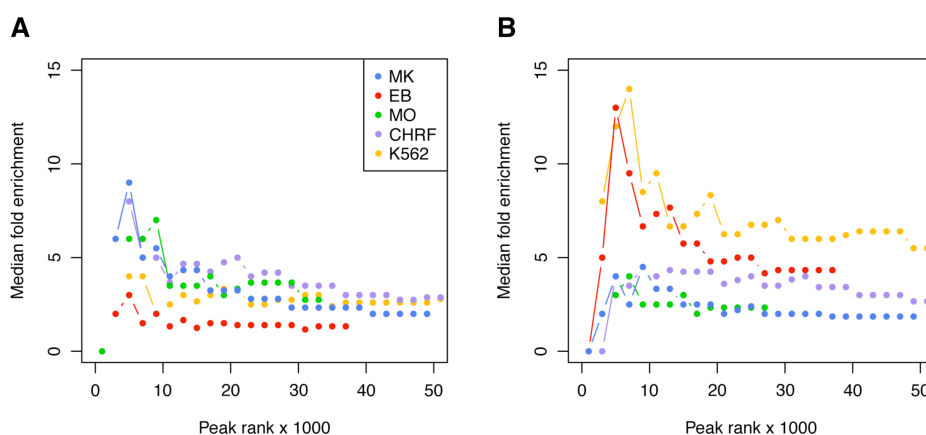 A
B
15
10
5
0
Median fold enrichment
MK
EB
MO
CHRF
K562
0 10 20 30 40 50
Peak rank x 1000
15
10
5
0
Median fold enrichment
0 10 20 30 40 50
Peak rank x 1000